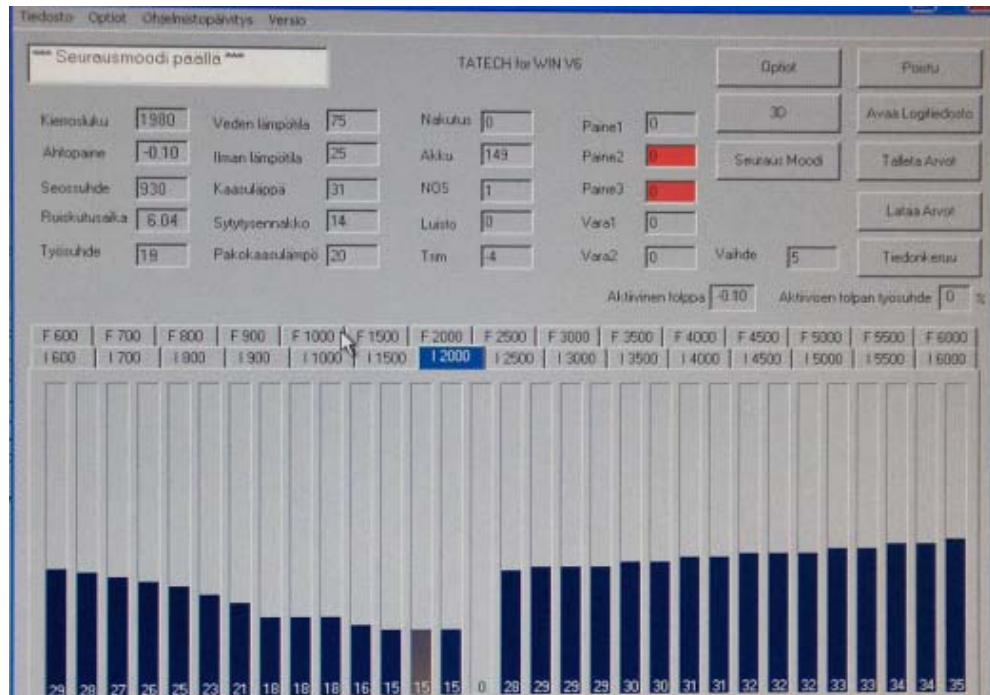 Tiedosto Optiot Ohjelmistopäivitys Versio
*** Seurausmoodi päällä ***
TATECH for WIN V6
Optiot
Poistu
3D
Avaa Logitiedosto
Seuraus Moodi
Talleta Arvot
Lataa Arvot
Tiedonkeruu
Kierrosluku 1980
Ahtopaine -0.10
Seossuhde 930
Ruiskutusaika 6.04
Työsuhde 19
Veden lämpötila 75
Ilman lämpötila 25
Kaasuläppä 31
Sytytysennakko 14
Pakokaasulämpö 20
Nakutus 0
Akku 149
NOS 1
Luisto 0
Trim -4
Paine1 0
Paine2 0
Paine3 0
Vara1 0
Vara2 0
Vaihde 5
Aktiivinen tolppa -0.10 Aktiivisen tolpan työsuhde 0 %
F 600 F 700 F 800 F 900 F 1000 F 1500 F 2000 F 2500 F 3000 F 3500 F 4000 F 4500 F 5000 F 5500 F 6000
I 600 I 700 I 800 I 900 I 1000 I 1500 I 2000 I 2500 I 3000 I 3500 I 4000 I 4500 I 5000 I 5500 I 6000
29 28 27 26 25 23 21 18 18 18 16 15 15 15 0 28 29 29 29 30 30 31 31 32 32 32 33 33 34 34 35